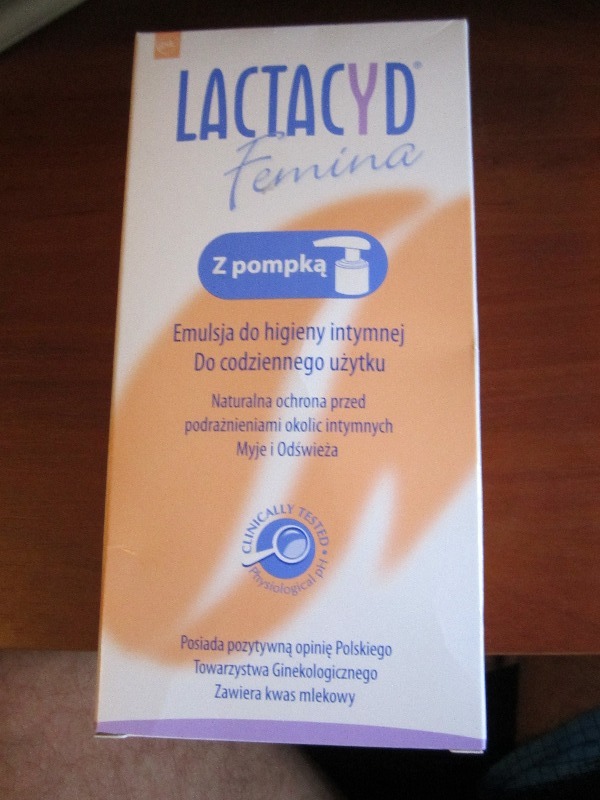 gsk
LACTACYD®
Femina
Z pompką
Emulsja do higieny intymnej
Do codziennego użytku
Naturalna ochrona przed
podrażnieniami okolic intymnych
Myje i Odświeża
CLINICALLY TESTED •
Physiological pH
Posiada pozytywną opinię Polskiego
Towarzystwa Ginekologicznego
Zawiera kwas mlekowy